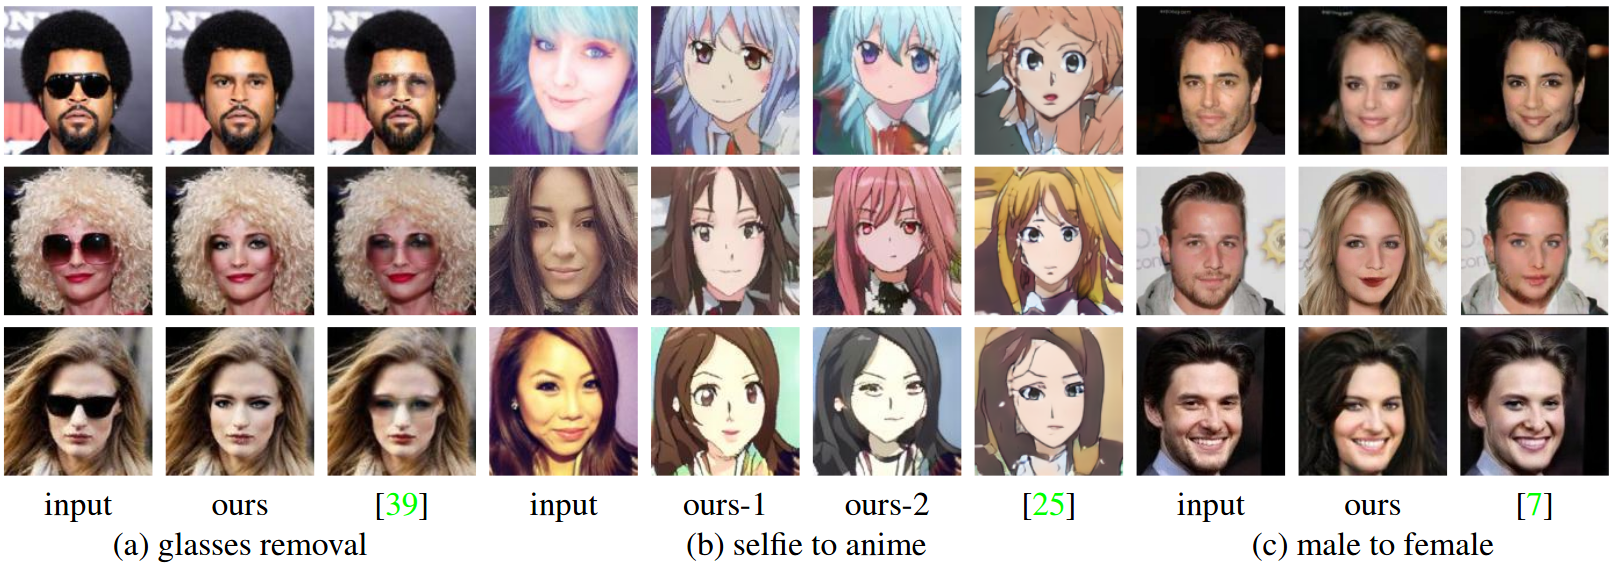 input ours [39] input ours-1 ours-2 [25] input ours [7]
(a) glasses removal (b) selfie to anime (c) male to female